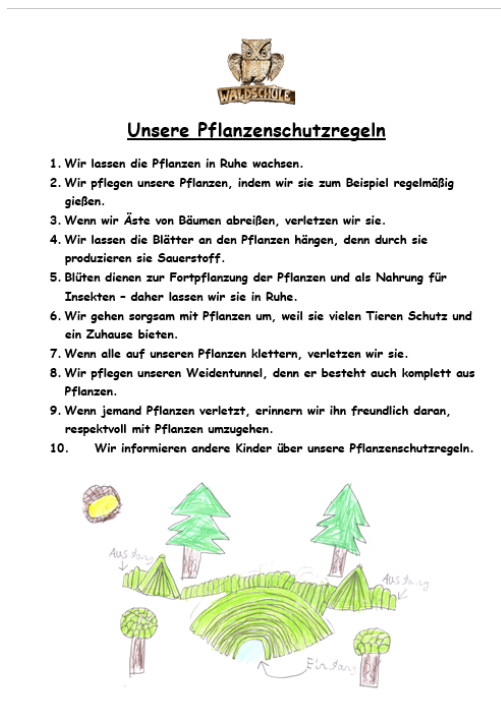 WALDSCHULE
Unsere Pflanzenschutzregeln
1. Wir lassen die Pflanzen in Ruhe wachsen.
2. Wir pflegen unsere Pflanzen, indem wir sie zum Beispiel regelmäßig
gießen.
3. Wenn wir Äste von Bäumen abreißen, verletzen wir sie.
4. Wir lassen die Blätter an den Pflanzen hängen, denn durch sie
produzieren sie Sauerstoff.
5. Blüten dienen zur Fortpflanzung der Pflanzen und als Nahrung für
Insekten – daher lassen wir sie in Ruhe.
6. Wir gehen sorgsam mit Pflanzen um, weil sie vielen Tieren Schutz und
ein Zuhause bieten.
7. Wenn alle auf unseren Pflanzen klettern, verletzen wir sie.
8. Wir pflegen unseren Weidentunnel, denn er besteht auch komplett aus
Pflanzen.
9. Wenn jemand Pflanzen verletzt, erinnern wir ihn freundlich daran,
respektvoll mit Pflanzen umzugehen.
10. Wir informieren andere Kinder über unsere Pflanzenschutzregeln.
Ausgang
Ausgang
Eingang